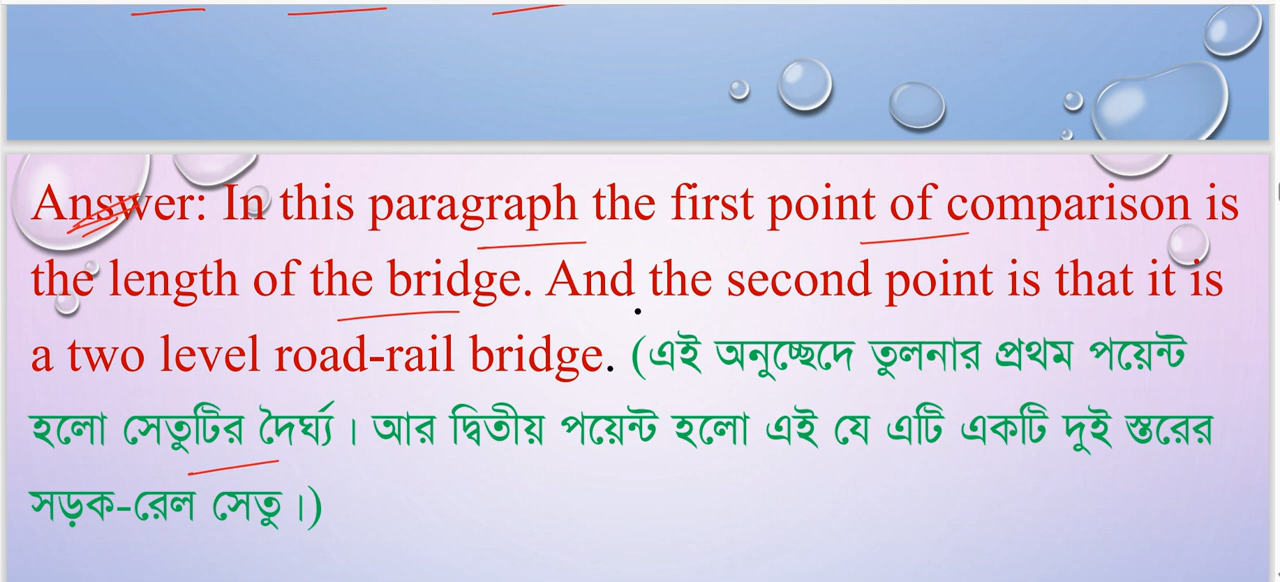 Answer: In this paragraph the first point of comparison is
the length of the bridge. And the second point is that it is
a two level road-rail bridge. (এই অনুচ্ছেদে তুলনার প্রথম পয়েন্ট
হলো সেতুটির দৈর্ঘ্য। আর দ্বিতীয় পয়েন্ট হলো এই যে এটি একটি দুই স্তরের
সড়ক-রেল সেতু।)